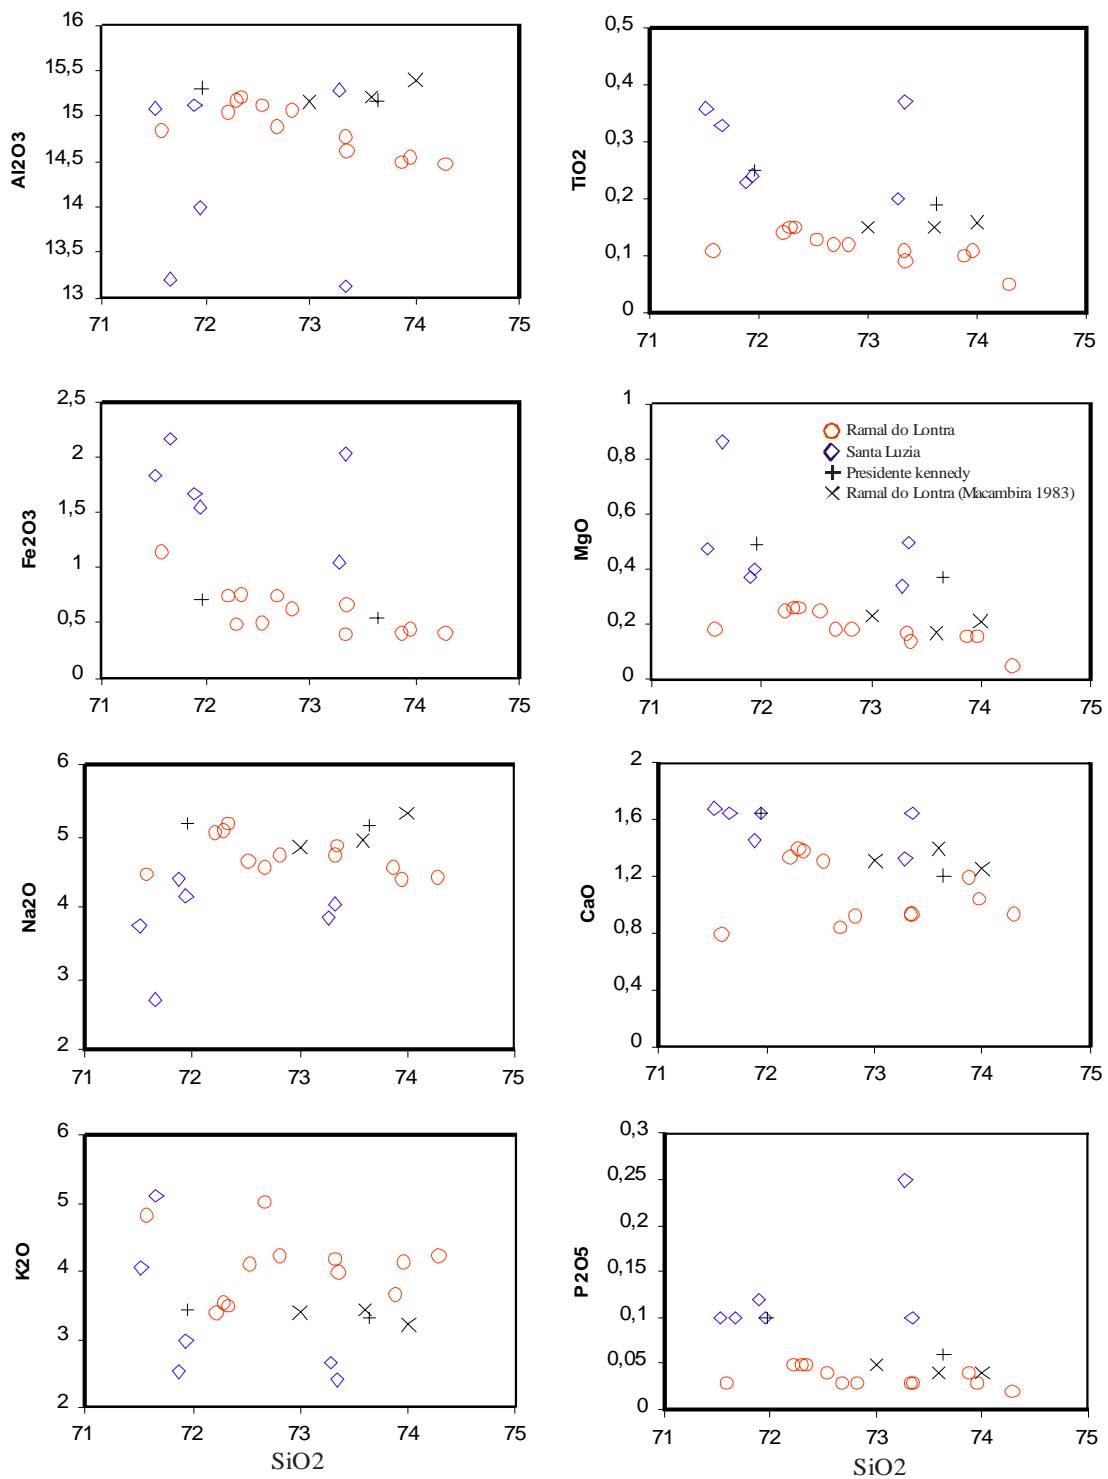 16
15,5
15
14,5
14
13,5
13
Al2O3
71 72 73 74 75
0,5
0,4
0,3
0,2
0,1
0
TiO2
71 72 73 74 75
2,5
2
1,5
1
0,5
0
Fe2O3
71 72 73 74 75
1
0,8
0,6
0,4
0,2
0
MgO
Ramal do Lontra
Santa Luzia
Presidente kennedy
Ramal do Lontra (Macambira 1983)
71 72 73 74 75
6
5
4
3
2
Na2O
71 72 73 74 75
2
1,6
1,2
0,8
0,4
0
CaO
71 72 73 74 75
6
5
4
3
2
K2O
71 72 73 74 75
SiO2
0,3
0,25
0,2
0,15
0,1
0,05
0
P2O5
71 72 73 74 75
SiO2